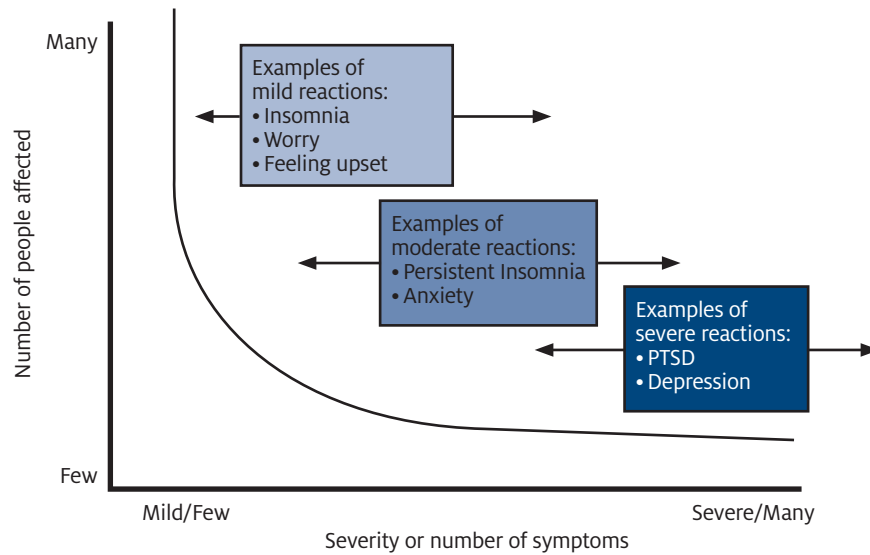 Many
Number of people affected
Few
Examples of
mild reactions:
• Insomnia
• Worry
• Feeling upset
Examples of
moderate reactions:
• Persistent Insomnia
• Anxiety
Examples of
severe reactions:
• PTSD
• Depression
Mild/Few
Severe/Many
Severity or number of symptoms